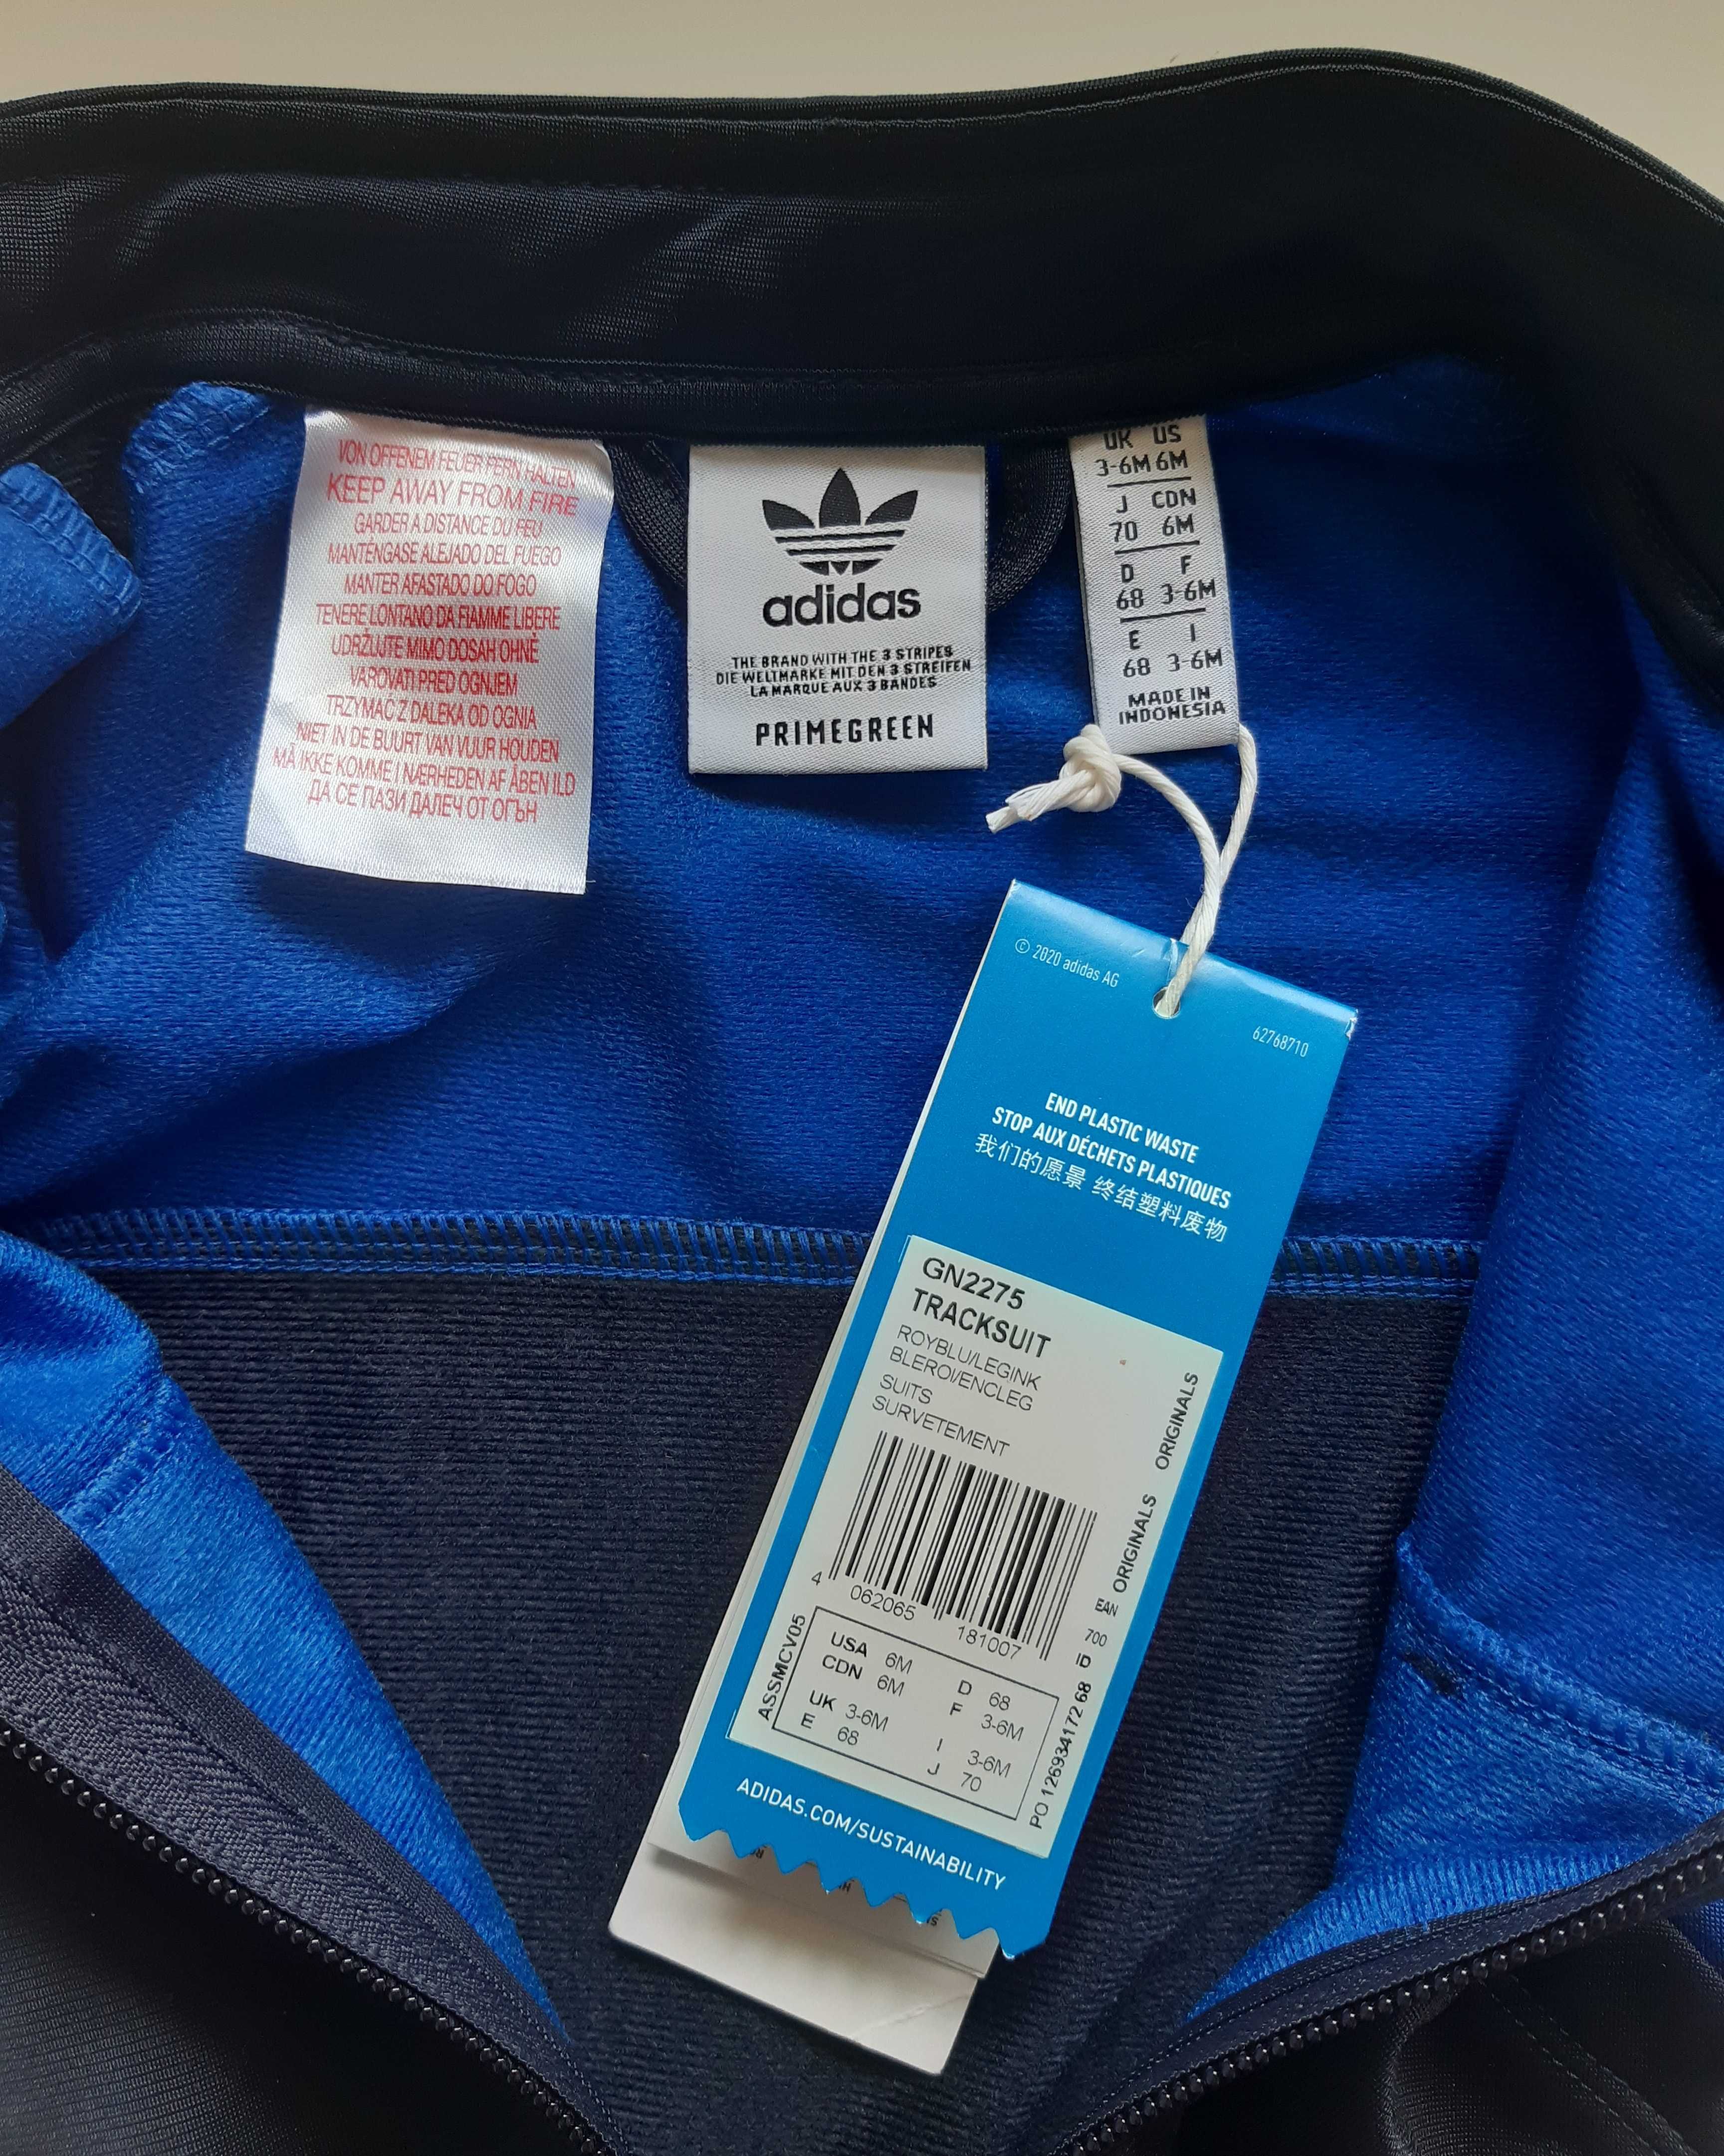 VON OFFENEM FEUER FERN HALTEN
KEEP AWAY FROM FIRE
GARDER A DISTANCE DU FEU
MANTÉNGASE ALEJADO DEL FUEGO
MANTER AFASTADO DO FOGO
TENERE LONTANO DA FIAMME LIBERE
UDRŽUJTE MIMO DOSAH OHNĚ
VAROVATI PRED OGNJEM
TRZYMAĆ Z DALEKA OD OGNIA
NIET IN DE BUURT VAN VUUR HOUDEN
MÅ IKKE KOMME I NÆRHEDEN AF ÅBEN ILD
ДА СЕ ПАЗИ ДАЛЕЧ ОТ ОГЪН
adidas
THE BRAND WITH THE 3 STRIPES
DIE WELTMARKE MIT DEN 3 STREIFEN
LA MARQUE AUX 3 BANDES
PRIMEGREEN
UK US
3-6M 6M
J CDN
70 6M
D F
68 3-6M
E I
68 3-6M
MADE IN
INDONESIA
© 2020 adidas AG
62768710
END PLASTIC WASTE
STOP AUX DÉCHETS PLASTIQUES
我们的愿景 终结塑料废物
GN2275
TRACKSUIT
ROYBLU/LEGINK
BLEROI/ENCLEG
SUITS
SURVETEMENT
ORIGINALS
ORIGINALS
4 062065 181007
EAN
700
ID
68
ASSMCV05
USA 6M D 68
CDN 6M F 3-6M
UK 3-6M I 3-6M
E 68 J 70
PO 126934172
ADIDAS.COM/SUSTAINABILITY